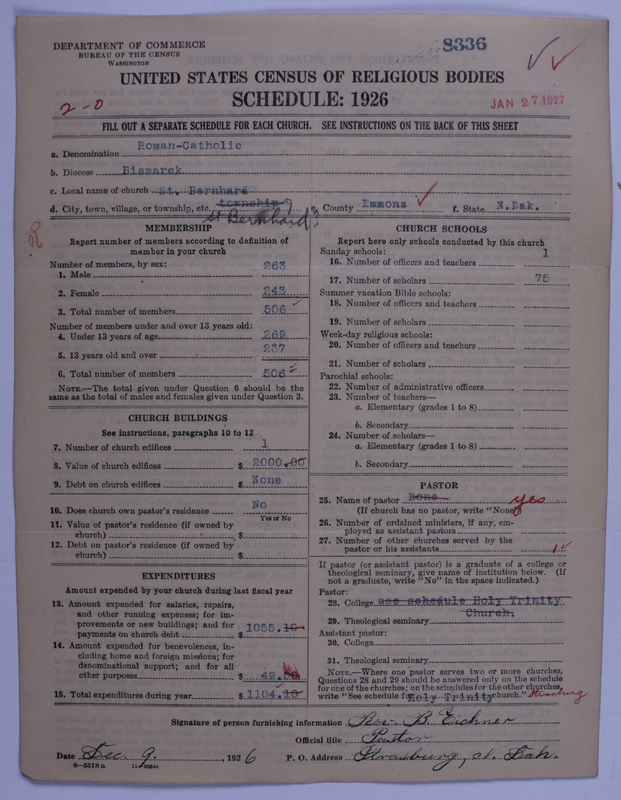 DEPARTMENT OF COMMERCE
BUREAU OF THE CENSUS
WASHINGTON
8336
UNITED STATES CENSUS OF RELIGIOUS BODIES
SCHEDULE: 1926
2-0
JAN 27 1927
FILL OUT A SEPARATE SCHEDULE FOR EACH CHURCH. SEE INSTRUCTIONS ON THE BACK OF THIS SHEET
a. Denomination Roman-Catholic
b. Diocese Bismarck
c. Local name of church St. Bernhard
d. City, town, village, or township, etc. township County Emmons f. State N.Dak.
St Bernhard?
R
MEMBERSHIP
Report number of members according to definition of
member in your church
Number of members, by sex:
1. Male 263
2. Female 243
3. Total number of members 506
Number of members under and over 13 years old:
4. Under 13 years of age 269
5. 13 years old and over 237
6. Total number of members 506
NOTE.—The total given under Question 6 should be the
same as the total of males and females given under Question 3.
CHURCH BUILDINGS
See instructions, paragraphs 10 to 12
7. Number of church edifices 1
8. Value of church edifices $ 2000.00
9. Debt on church edifices $ None
10. Does church own pastor's residence No
Yes or No
11. Value of pastor's residence (if owned by
church) $
12. Debt on pastor's residence (if owned by
church) $
EXPENDITURES
Amount expended by your church during last fiscal year
13. Amount expended for salaries, repairs,
and other running expenses; for im-
provements or new buildings; and for
payments on church debt $ 1055.10
14. Amount expended for benevolences, in-
cluding home and foreign missions; for
denominational support; and for all
other purposes $ 49.
15. Total expenditures during year $ 1104.10
CHURCH SCHOOLS
Report here only schools conducted by this church
Sunday schools:
16. Number of officers and teachers 1
17. Number of scholars 75
Summer vacation Bible schools:
18. Number of officers and teachers
19. Number of scholars
Week-day religious schools:
20. Number of officers and teachers
21. Number of scholars
Parochial schools:
22. Number of administrative officers
23. Number of teachers—
a. Elementary (grades 1 to 8)
b. Secondary
24. Number of scholars—
a. Elementary (grades 1 to 8)
b. Secondary
PASTOR
25. Name of pastor None yes
(If church has no pastor, write "None")
26. Number of ordained ministers, if any, em-
ployed as assistant pastors
27. Number of other churches served by the
pastor or his assistants 1
If pastor (or assistant pastor) is a graduate of a college or
theological seminary, give name of institution below. (If
not a graduate, write "No" in the space indicated.)
Pastor:
28. College see schedule Holy Trinity
Church.
29. Theological seminary
Assistant pastor:
30. College
31. Theological seminary
NOTE.—Where one pastor serves two or more churches,
Questions 28 and 29 should be answered only on the schedule
for one of the churches; on the schedules for the other churches,
write "See schedule for Holy Trinity church." Strasburg
Signature of person furnishing information Rev. B. Eichner
Official title Pastor
Date Dec. 9. , 1926 P. O. Address Strasburg, N. Dak.
8—5518 a